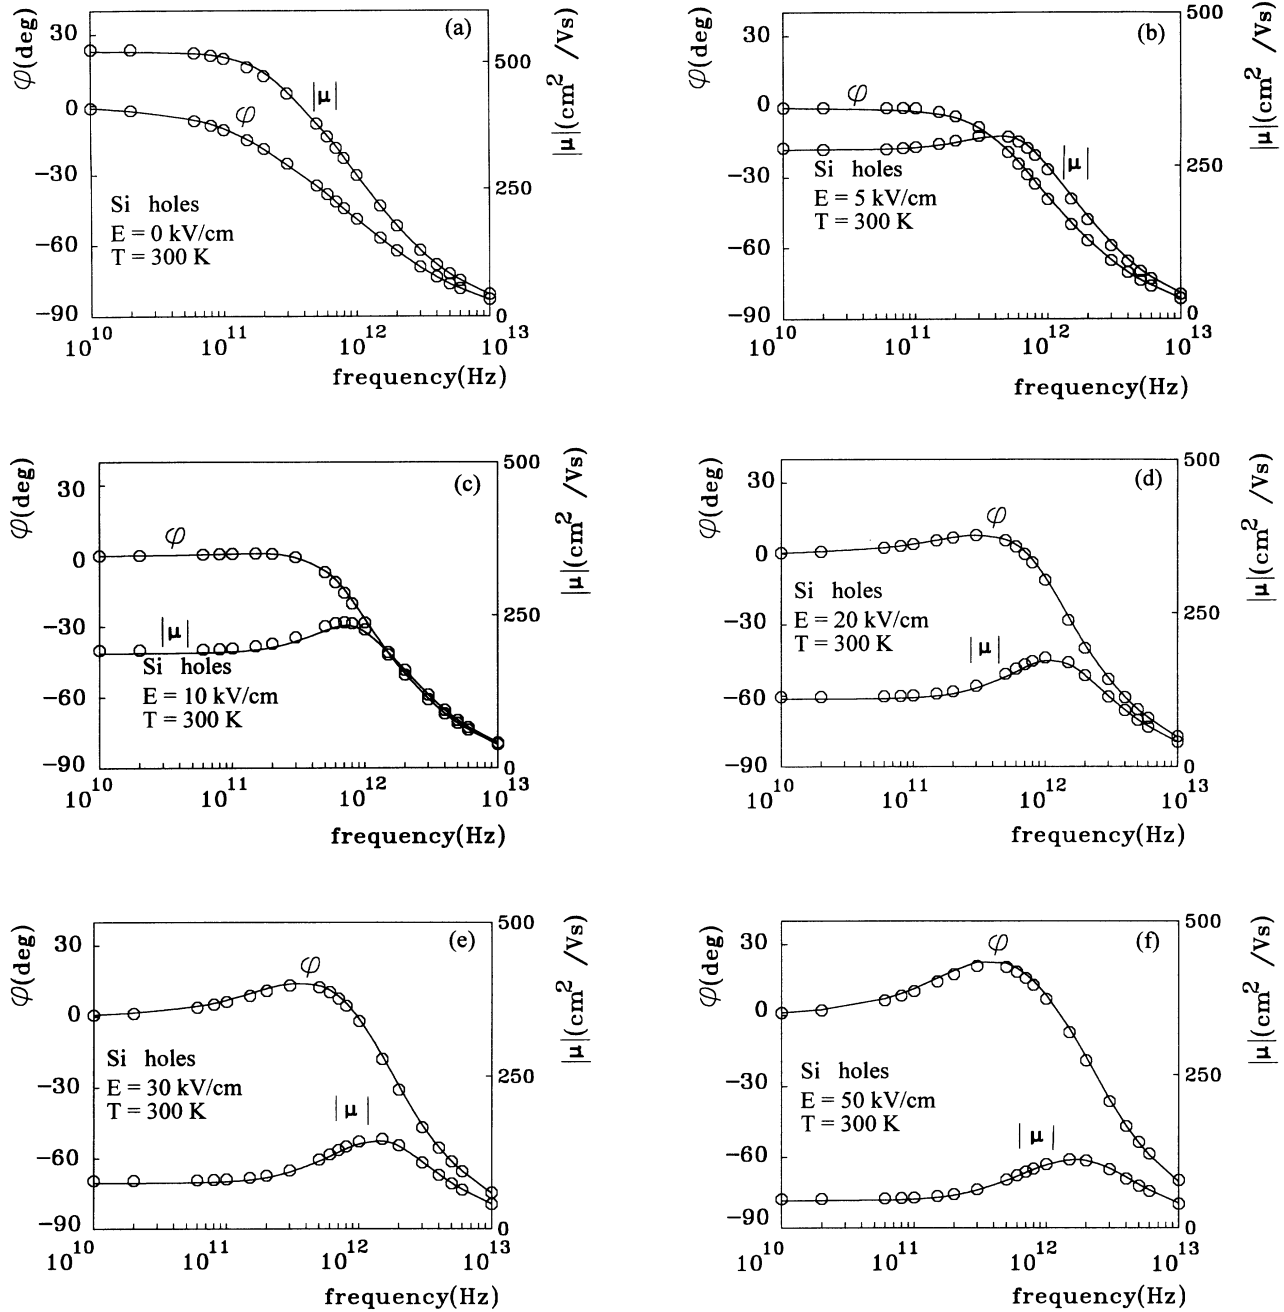 (a)
φ(deg)
30
0
−30
−60
−90
|μ|(cm² /Vs)
500
250
0
|μ|
φ
Si holes
E = 0 kV/cm
T = 300 K
10¹⁰ 10¹¹ 10¹² 10¹³
frequency(Hz)
(b)
φ(deg)
30
0
−30
−60
−90
|μ|(cm² /Vs)
500
250
0
φ
|μ|
Si holes
E = 5 kV/cm
T = 300 K
10¹⁰ 10¹¹ 10¹² 10¹³
frequency(Hz)
(c)
φ(deg)
30
0
−30
−60
−90
|μ|(cm² /Vs)
500
250
0
φ
|μ|
Si holes
E = 10 kV/cm
T = 300 K
10¹⁰ 10¹¹ 10¹² 10¹³
frequency(Hz)
(d)
φ(deg)
30
0
−30
−60
−90
|μ|(cm² /Vs)
500
250
0
φ
Si holes
E = 20 kV/cm
T = 300 K
|μ|
10¹⁰ 10¹¹ 10¹² 10¹³
frequency(Hz)
(e)
φ(deg)
30
0
−30
−60
−90
|μ|(cm² /Vs)
500
250
0
φ
Si holes
E = 30 kV/cm
T = 300 K
|μ|
10¹⁰ 10¹¹ 10¹² 10¹³
frequency(Hz)
(f)
φ(deg)
30
0
−30
−60
−90
|μ|(cm² /Vs)
500
250
0
φ
Si holes
E = 50 kV/cm
T = 300 K
|μ|
10¹⁰ 10¹¹ 10¹² 10¹³
frequency(Hz)